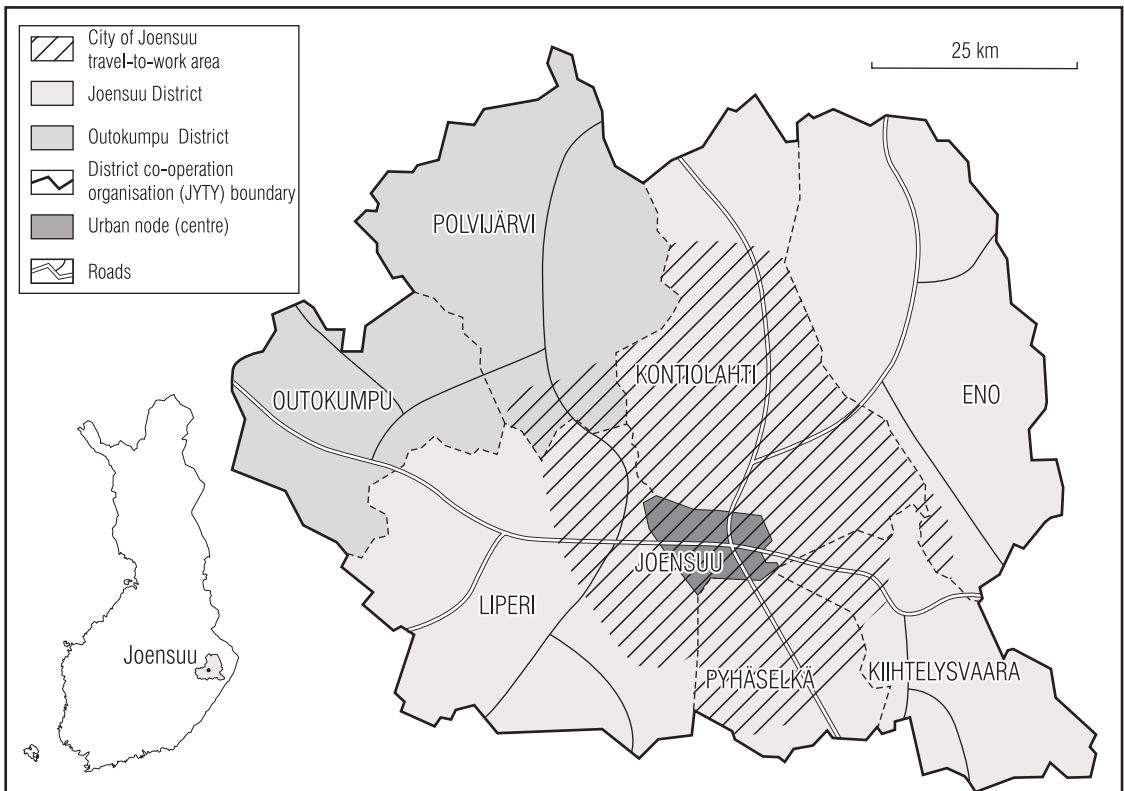 City of Joensuu
travel-to-work area
Joensuu District
Outokumpu District
District co-operation
organisation (JYTY) boundary
Urban node (centre)
Roads
25 km
POLVIJÄRVI
KONTIOLAHTI
OUTOKUMPU
ENO
JOENSUU
LIPERI
PYHÄSELKÄ
KIIHTELYSVAARA
Joensuu